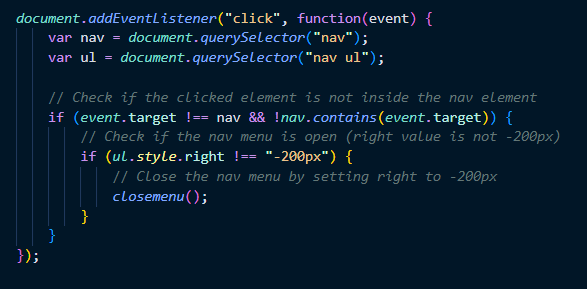 document.addEventListener("click", function(event) {
    var nav = document.querySelector("nav");
    var ul = document.querySelector("nav ul");

    // Check if the clicked element is not inside the nav element
    if (event.target !== nav && !nav.contains(event.target)) {
        // Check if the nav menu is open (right value is not -200px)
        if (ul.style.right !== "-200px") {
            // Close the nav menu by setting right to -200px
            closemenu();
        }
    }
});